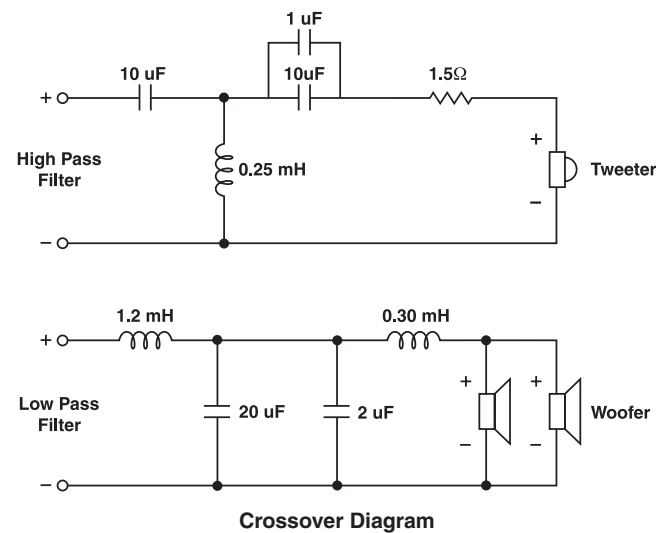 1 uF
10 uF
10uF
1.5Ω
+
High Pass
Filter
0.25 mH
+
−
Tweeter
−
1.2 mH
0.30 mH
+
Low Pass
Filter
20 uF
2 uF
+
−
+
−
Woofer
−
Crossover Diagram